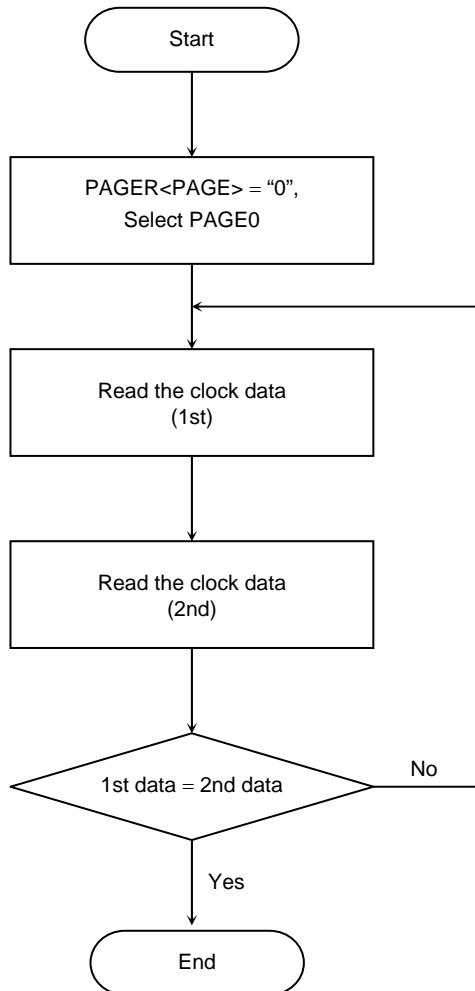 Start
PAGER<PAGE> = “0”,
Select PAGE0
Read the clock data
(1st)
Read the clock data
(2nd)
1st data = 2nd data
No
Yes
End